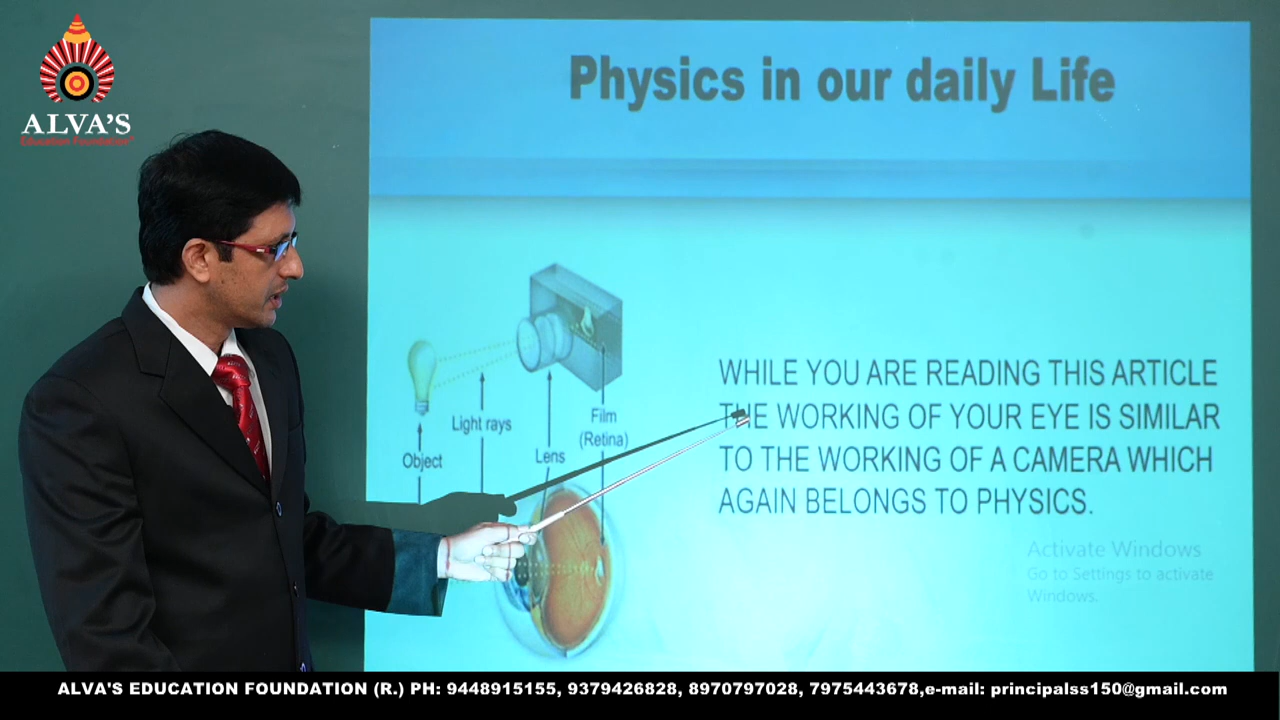 ALVA'S
Education Foundation
Physics in our daily Life
WHILE YOU ARE READING THIS ARTICLE
THE WORKING OF YOUR EYE IS SIMILAR
TO THE WORKING OF A CAMERA WHICH
AGAIN BELONGS TO PHYSICS.
Object
Light rays
Lens
Film
(Retina)
Activate Windows
Go to Settings to activate
Windows.
ALVA'S EDUCATION FOUNDATION (R.) PH: 9448915155, 9379426828, 8970797028, 7975443678,e-mail: principalss150@gmail.com